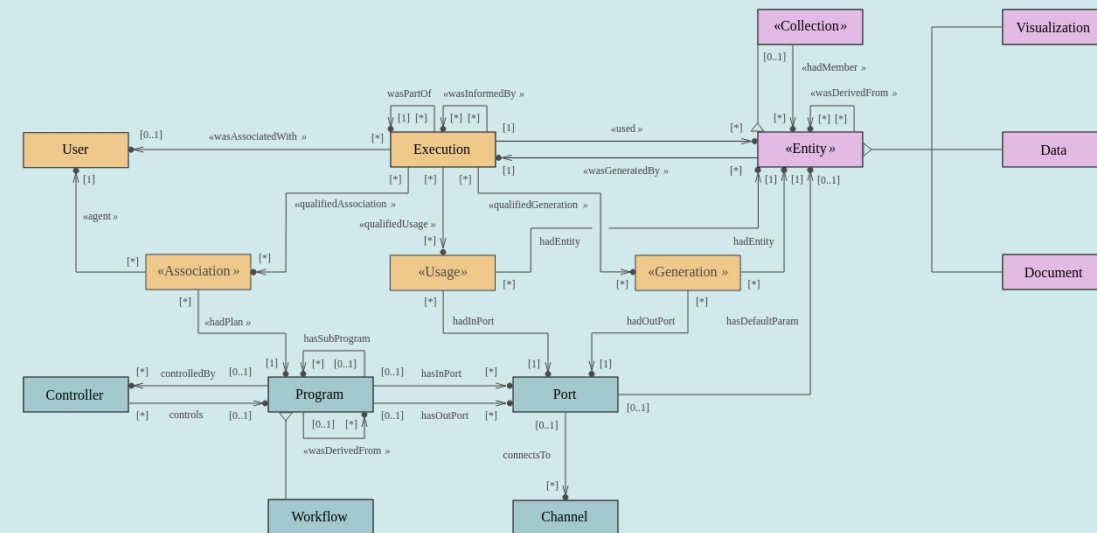 «Collection»
Visualization
[0..1]
«hadMember »
wasPartOf
«wasInformedBy »
«wasDerivedFrom »
[1] [*]
[*] [*]
[*]
[*] [*]
[0..1]
«wasAssociatedWith »
[*]
[1]
«used »
[*]
User
Execution
«Entity»
Data
[1]
«wasGeneratedBy »
[*]
[1]
[*]
[*]
[*]
[1]
[1]
[0..1]
«agent »
«qualifiedAssociation »
«qualifiedGeneration »
«qualifiedUsage »
[*]
hadEntity
hadEntity
[*]
[*]
«Association »
«Usage»
«Generation »
Document
[*]
[*]
[*]
[*]
[*]
[*]
[*]
«hadPlan »
hadInPort
hadOutPort
hasDefaultParam
hasSubProgram
[1]
[*]
[0..1]
[1]
[1]
[*]
controlledBy
[0..1]
[0..1]
hasInPort
[*]
Controller
Program
Port
[*]
controls
[0..1]
[0..1]
hasOutPort
[*]
[0..1]
[0..1]
[*]
[0..1]
«wasDerivedFrom »
connectsTo
[*]
Workflow
Channel